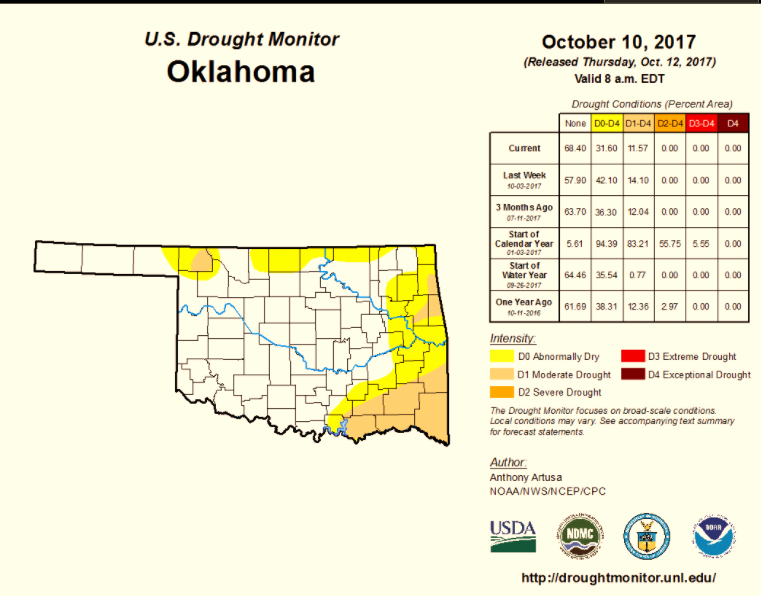 U.S. Drought Monitor
Oklahoma
October 10, 2017
(Released Thursday, Oct. 12, 2017)
Valid 8 a.m. EDT
Drought Conditions (Percent Area)
None D0-D4 D1-D4 D2-D4 D3-D4 D4
Current 68.40 31.60 11.57 0.00 0.00 0.00
Last Week
10-03-2017
57.90 42.10 14.10 0.00 0.00 0.00
3 Months Ago
07-11-2017
63.70 36.30 12.04 0.00 0.00 0.00
Start of
Calendar Year
01-03-2017
5.61 94.39 83.21 55.75 5.55 0.00
Start of
Water Year
09-26-2017
64.46 35.54 0.77 0.00 0.00 0.00
One Year Ago
10-11-2016
61.69 38.31 12.36 2.97 0.00 0.00
Intensity:
D0 Abnormally Dry
D1 Moderate Drought
D2 Severe Drought
D3 Extreme Drought
D4 Exceptional Drought
The Drought Monitor focuses on broad-scale conditions.
Local conditions may vary. See accompanying text summary
for forecast statements.
Author:
Anthony Artusa
NOAA/NWS/NCEP/CPC
USDA
NDMC
NOAA
http://droughtmonitor.unl.edu/